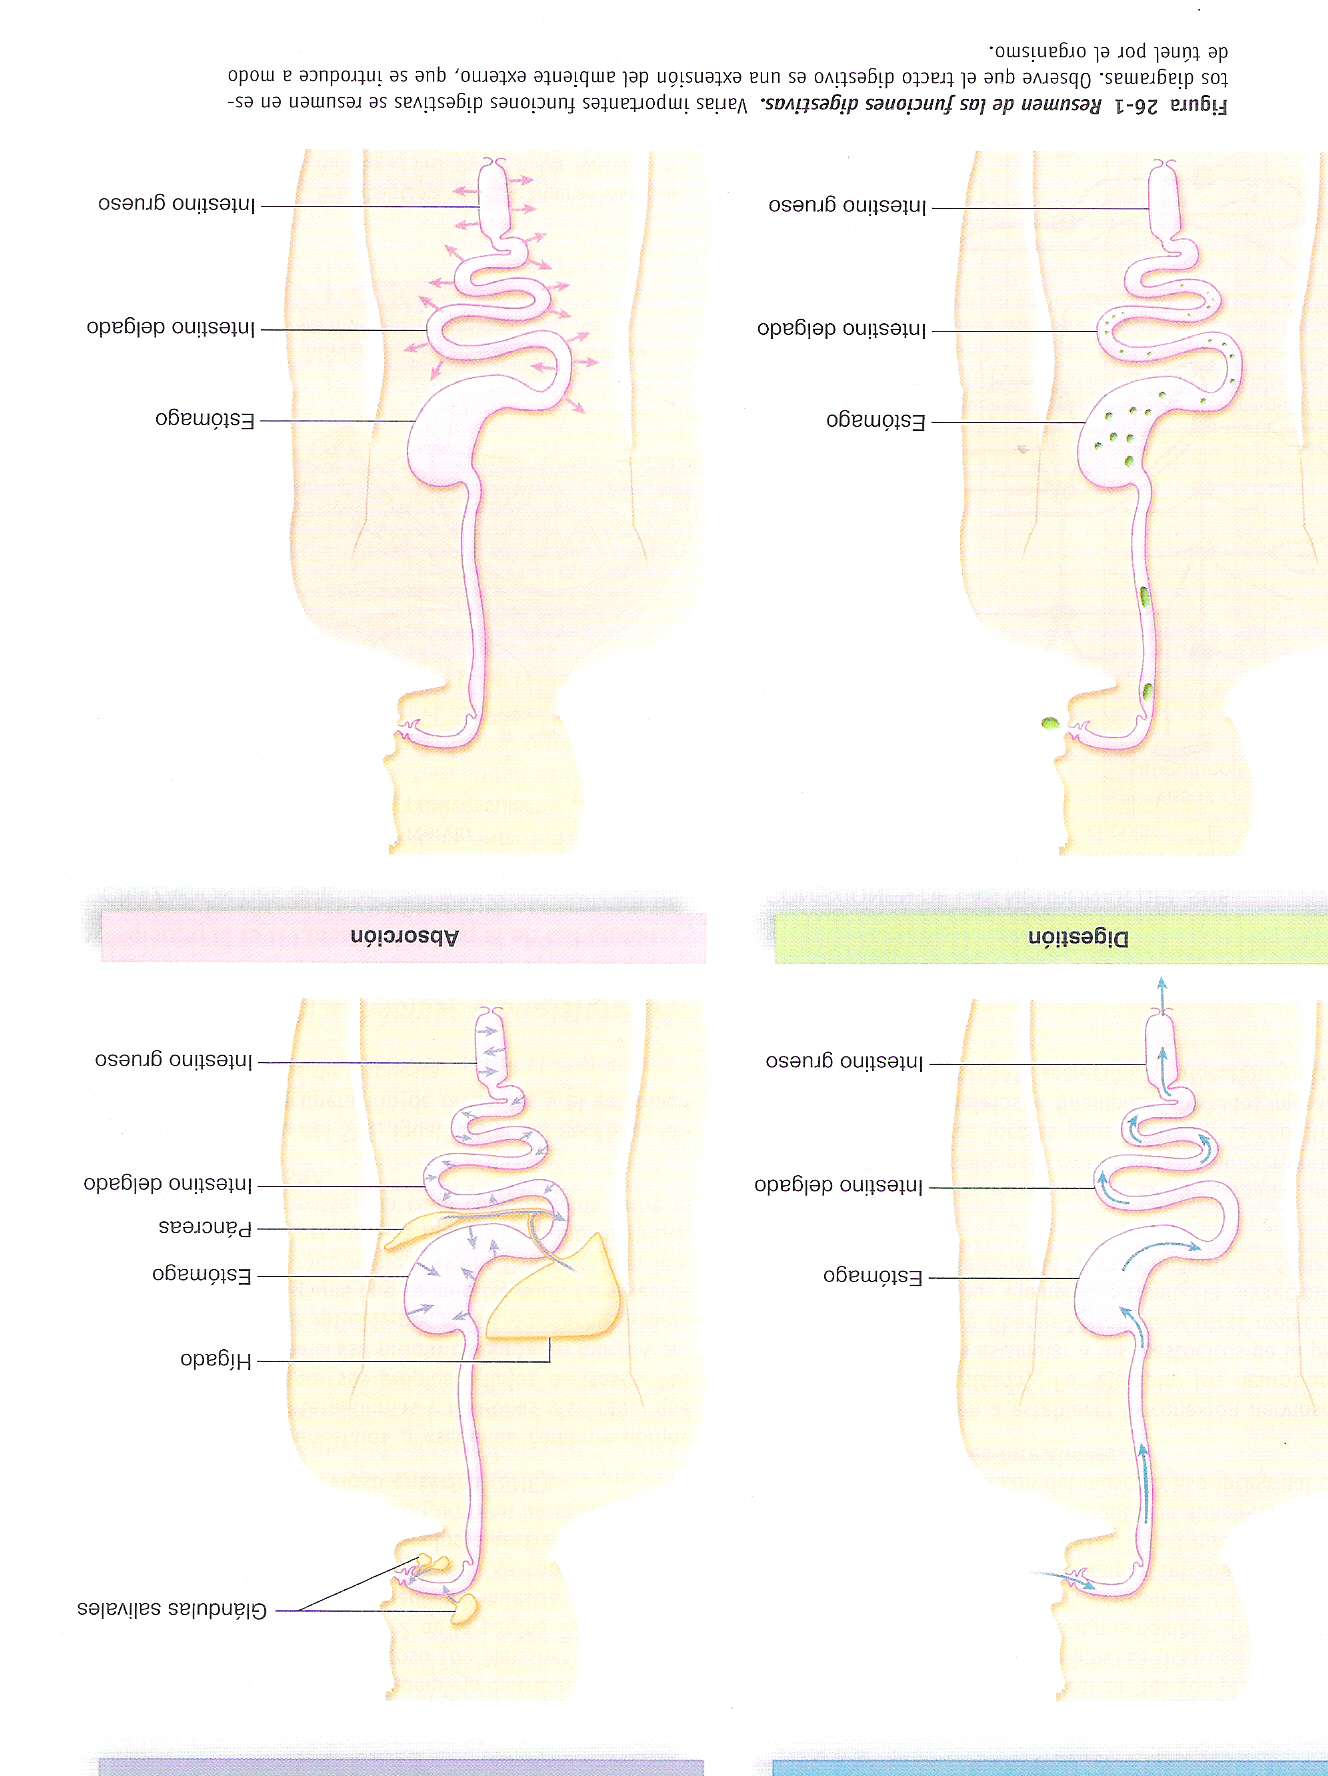 Estómago
Intestino delgado
Intestino grueso
Glándulas salivales
Hígado
Estómago
Páncreas
Intestino delgado
Intestino grueso
Digestión
Estómago
Intestino delgado
Intestino grueso
Absorción
Estómago
Intestino delgado
Intestino grueso
Figura 26-1 Resumen de las funciones digestivas. Varias importantes funciones digestivas se resumen en es-
tos diagramas. Observe que el tracto digestivo es una extensión del ambiente externo, que se introduce a modo
de túnel por el organismo.